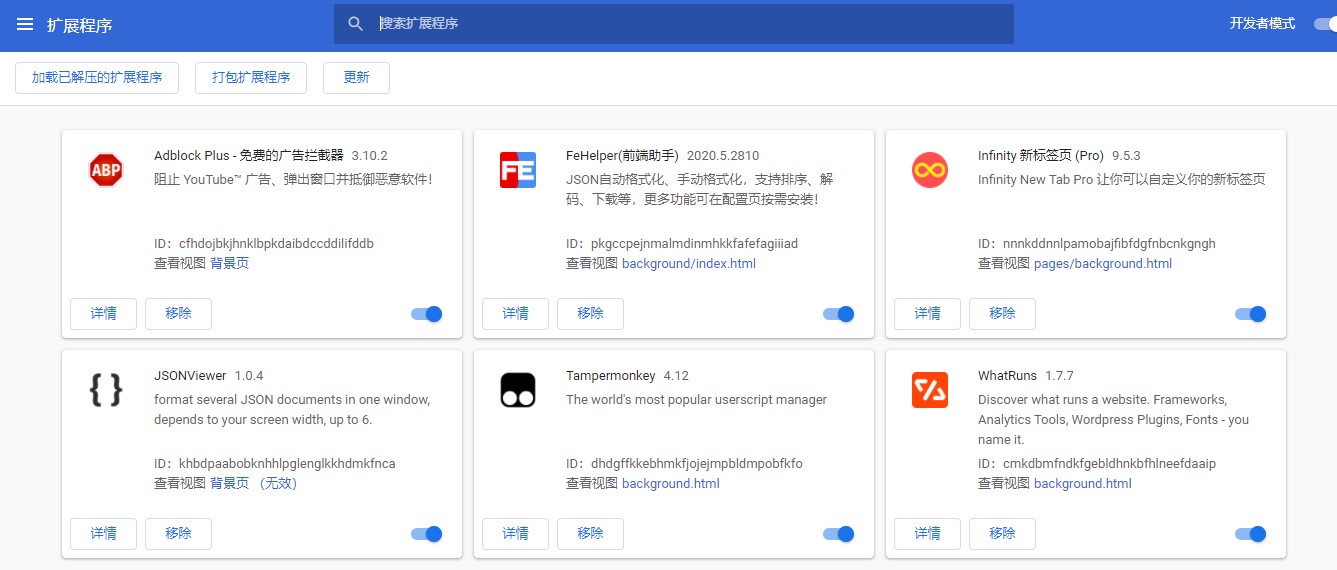 扩展程序
搜索扩展程序
开发者模式
加载已解压的扩展程序
打包扩展程序
更新
ABP
Adblock Plus - 免费的广告拦截器 3.10.2
阻止 YouTube™ 广告、弹出窗口并抵御恶意软件！
ID：cfhdojbkjhnklbpkdaibdccddilifddb
查看视图 背景页
详情
移除
FE
FeHelper(前端助手) 2020.5.2810
JSON自动格式化、手动格式化，支持排序、解
码、下载等，更多功能可在配置页按需安装！
ID：pkgccpejnmalmdinmhkkfafefagiiiad
查看视图 background/index.html
详情
移除
Infinity 新标签页 (Pro) 9.5.3
Infinity New Tab Pro 让你可以自定义你的新标签页
ID：nnnkddnnlpamobajfibfdgfnbcnkgngh
查看视图 pages/background.html
详情
移除
{ }
JSONViewer 1.0.4
format several JSON documents in one window,
depends to your screen width, up to 6.
ID：khbdpaabobknhhlpglenglkkhdmkfnca
查看视图 背景页 （无效）
详情
移除
Tampermonkey 4.12
The world's most popular userscript manager
ID：dhdgffkkebhmkfjojejmpbldmpobfkfo
查看视图 background.html
详情
移除
WhatRuns 1.7.7
Discover what runs a website. Frameworks,
Analytics Tools, Wordpress Plugins, Fonts - you
name it.
ID：cmkdbmfndkfgebldhnkbfhlneefdaaip
查看视图 background.html
详情
移除